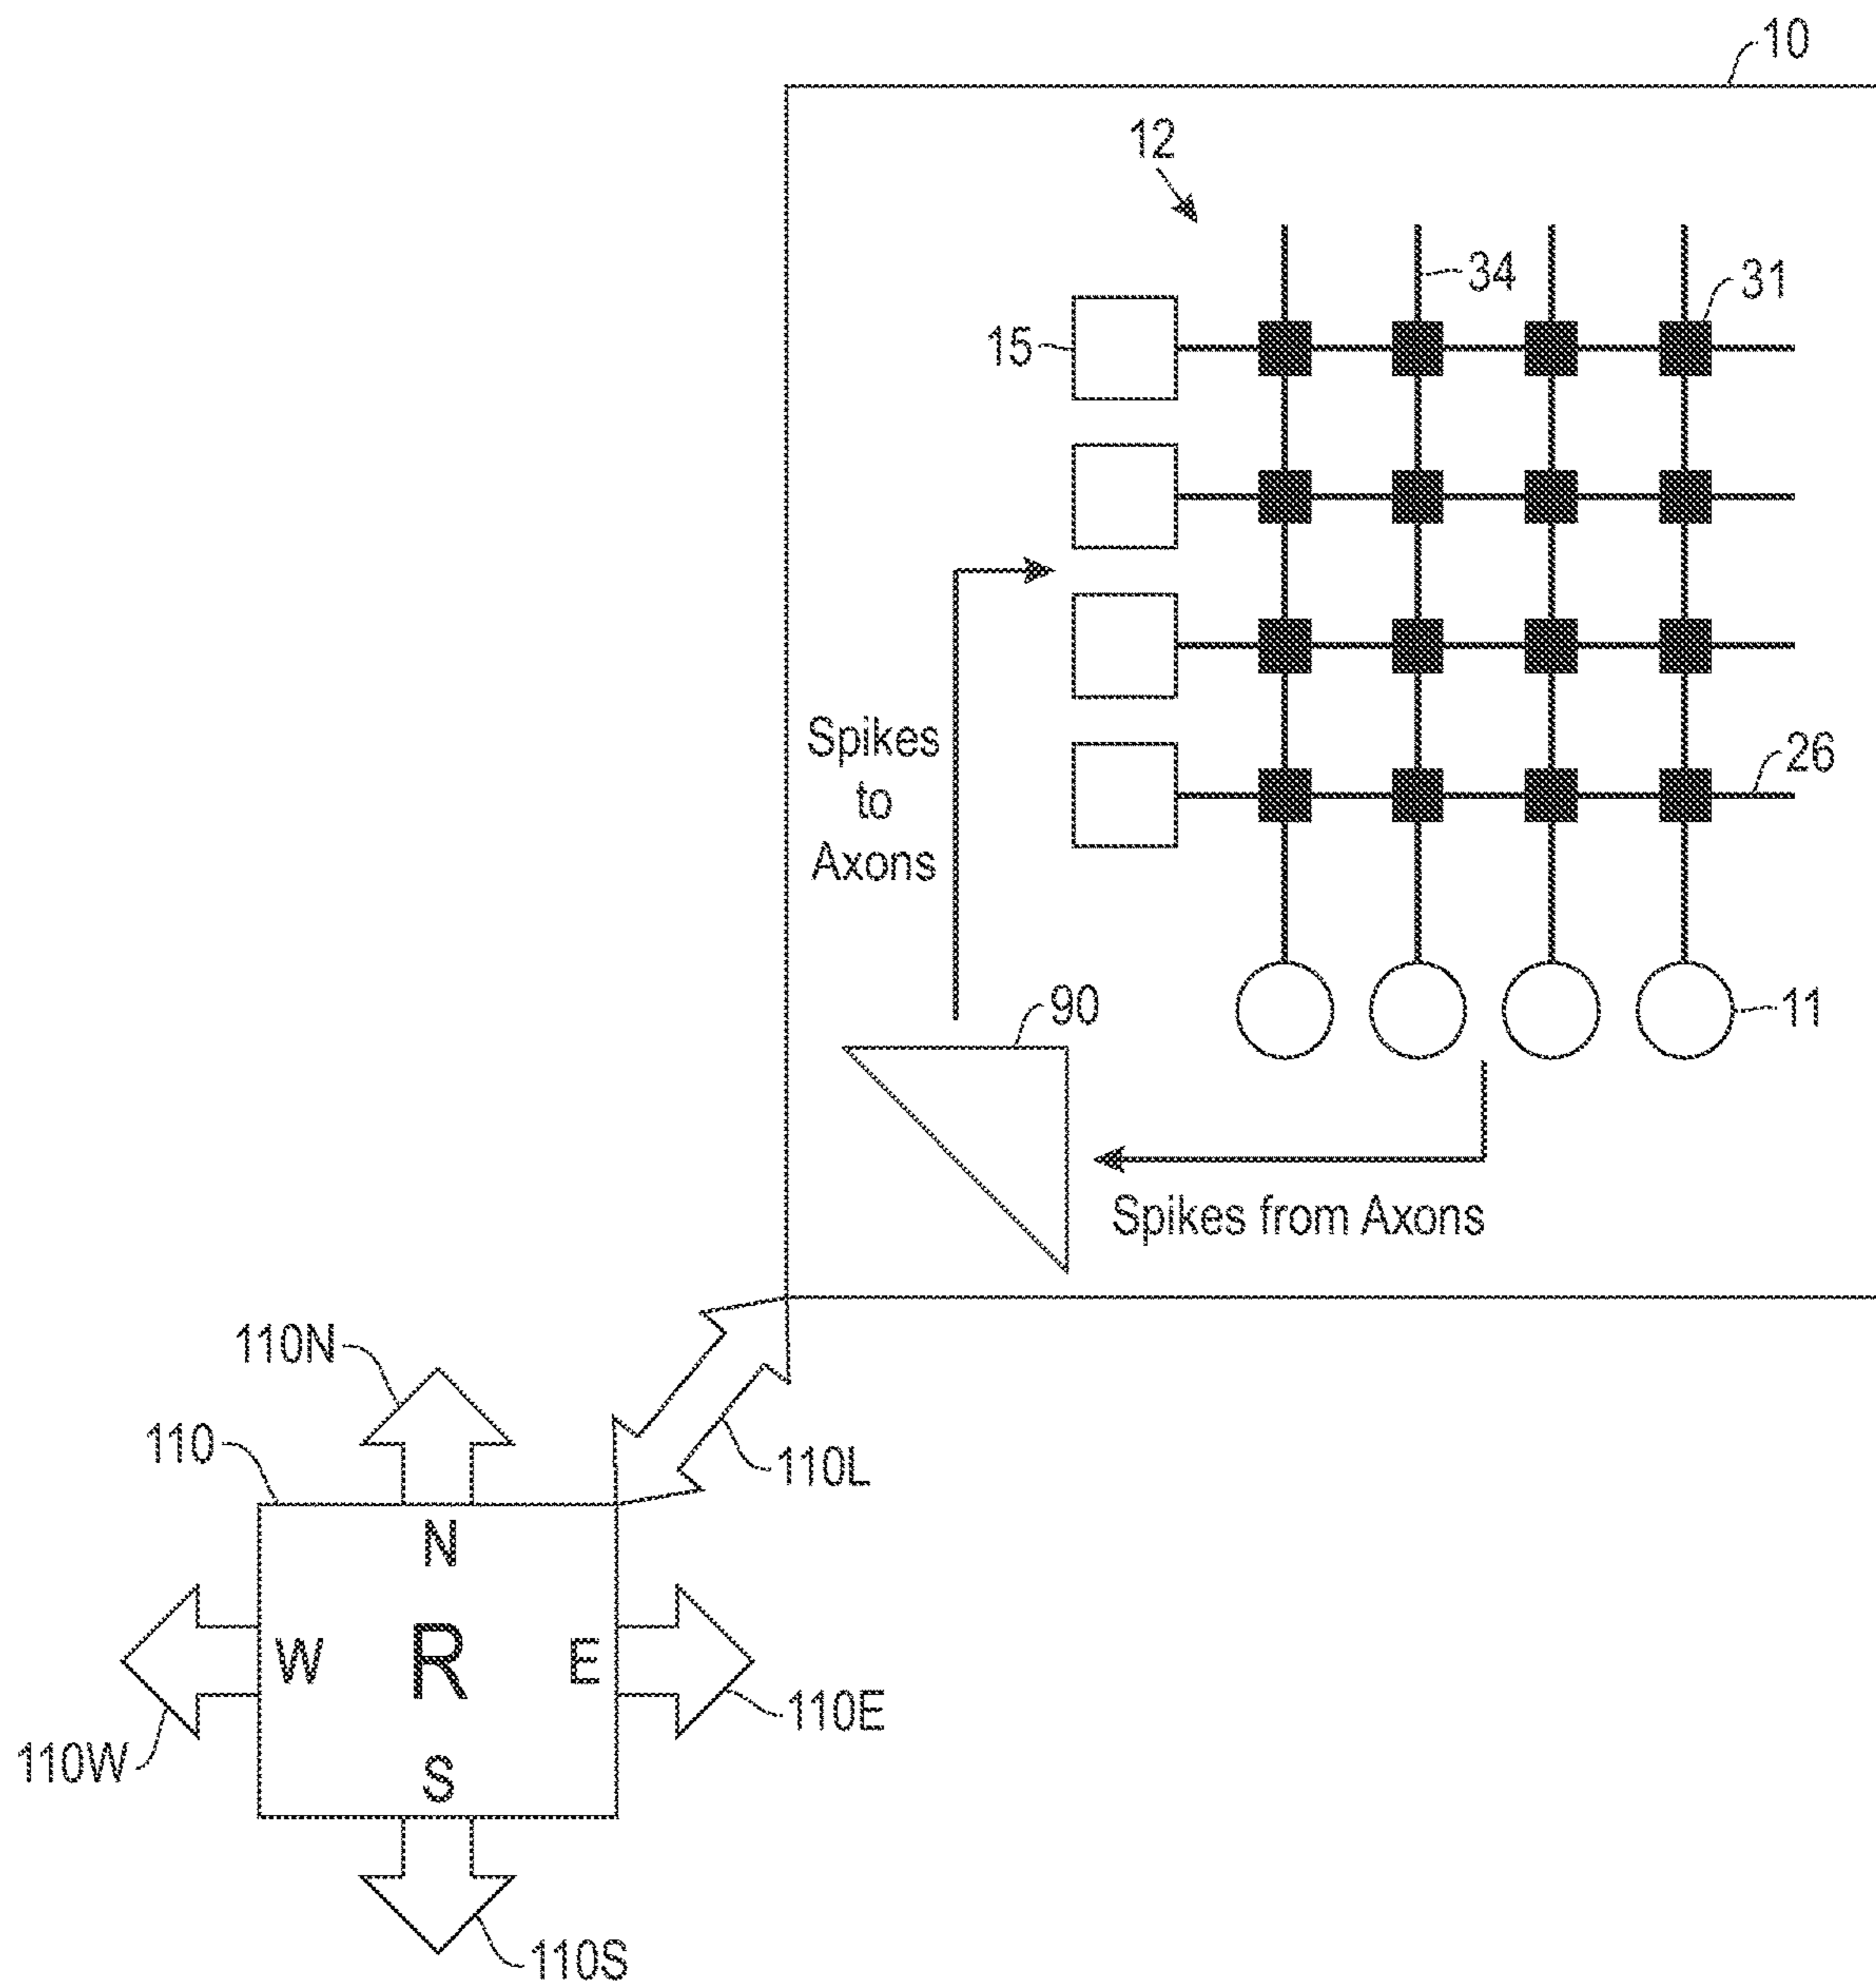 10
12
34
31
15
Spikes
to
Axons
26
90
11
Spikes from Axons
110N
110
110L
N
W
R
E
110E
110W
S
110S